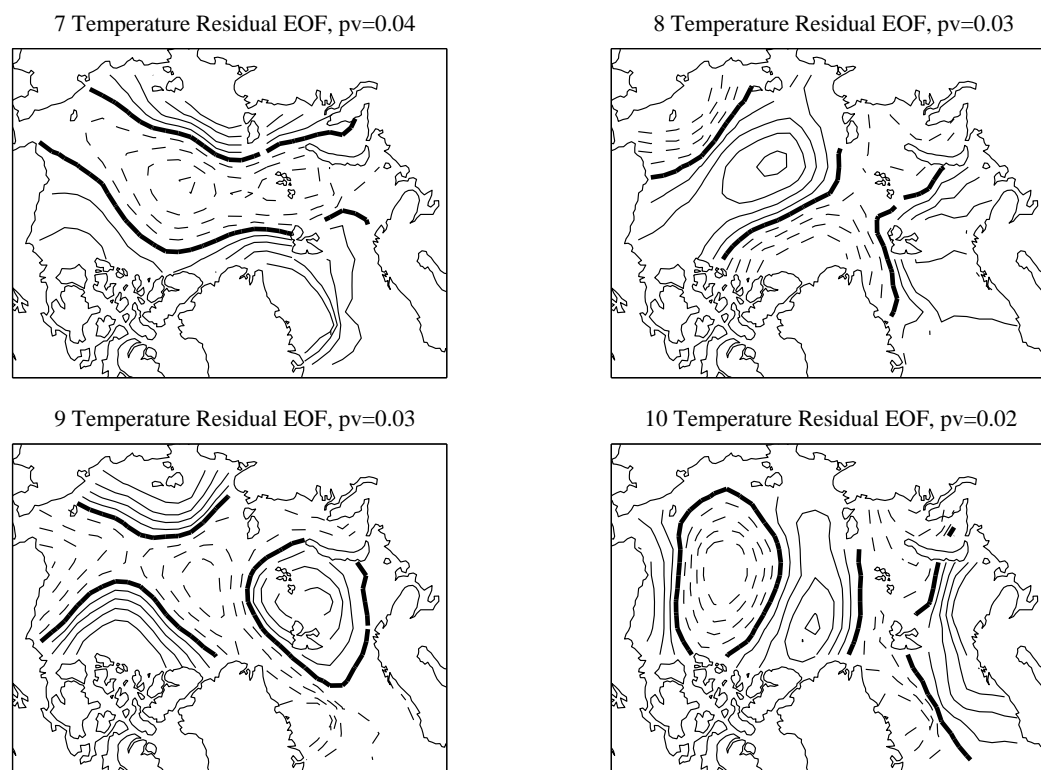 7 Temperature Residual EOF, pv=0.04
8 Temperature Residual EOF, pv=0.03
9 Temperature Residual EOF, pv=0.03
10 Temperature Residual EOF, pv=0.02